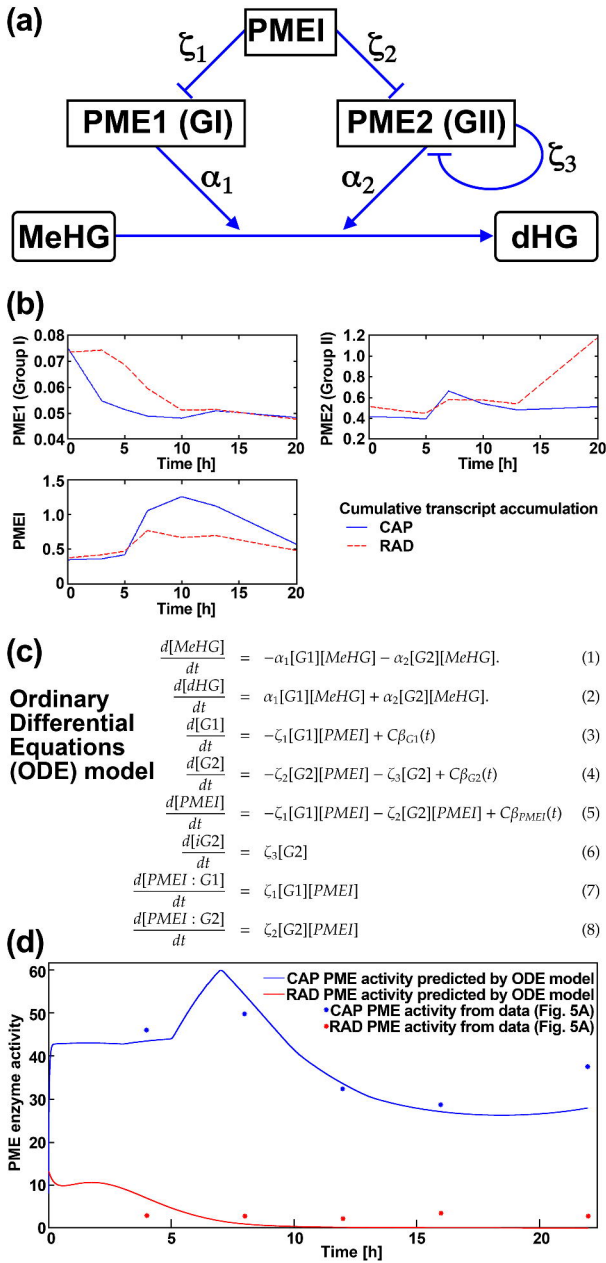 (a)
PMEI
ζ1 ζ2
PME1 (GI) PME2 (GII)
ζ3
α1 α2
MeHG dHG
(b)
PME1 (Group I)
0.08
0.07
0.06
0.05
0.04
0 5 10 15 20
Time [h]
PME2 (Group II)
1.2
1.0
0.8
0.6
0.4
0.2
0 5 10 15 20
Time [h]
PMEI
1.5
1.0
0.5
0.0
0 5 10 15 20
Time [h]
Cumulative transcript accumulation
CAP
RAD
(c)
Ordinary
Differential
Equations
(ODE) model
d[MeHG]/dt = −α1[G1][MeHG] − α2[G2][MeHG]. (1)
d[dHG]/dt = α1[G1][MeHG] + α2[G2][MeHG]. (2)
d[G1]/dt = −ζ1[G1][PMEI] + CβG1(t) (3)
d[G2]/dt = −ζ2[G2][PMEI] − ζ3[G2] + CβG2(t) (4)
d[PMEI]/dt = −ζ1[G1][PMEI] − ζ2[G2][PMEI] + CβPMEI(t) (5)
d[iG2]/dt = ζ3[G2] (6)
d[PMEI : G1]/dt = ζ1[G1][PMEI] (7)
d[PMEI : G2]/dt = ζ2[G2][PMEI] (8)
(d)
PME enzyme activity
60
50
40
30
20
10
0
CAP PME activity predicted by ODE model
RAD PME activity predicted by ODE model
CAP PME activity from data (Fig. 5A)
RAD PME activity from data (Fig. 5A)
0 5 10 15 20
Time [h]